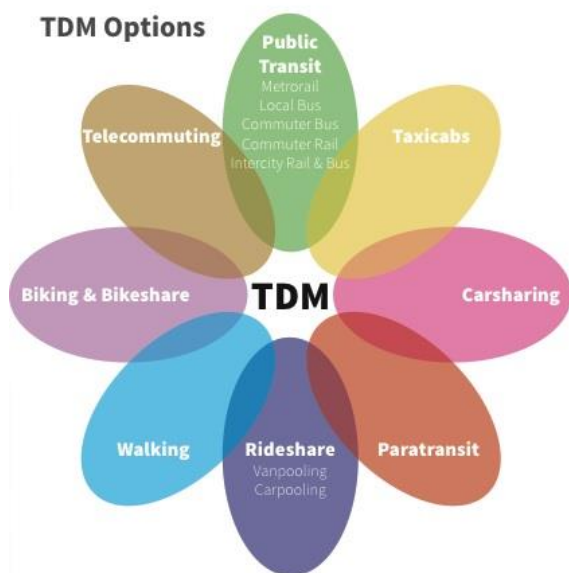 TDM Options
Public
Transit
Metrorail
Local Bus
Commuter Bus
Commuter Rail
Intercity Rail & Bus
Telecommuting
Taxicabs
Biking & Bikeshare
TDM
Carsharing
Walking
Rideshare
Vanpooling
Carpooling
Paratransit